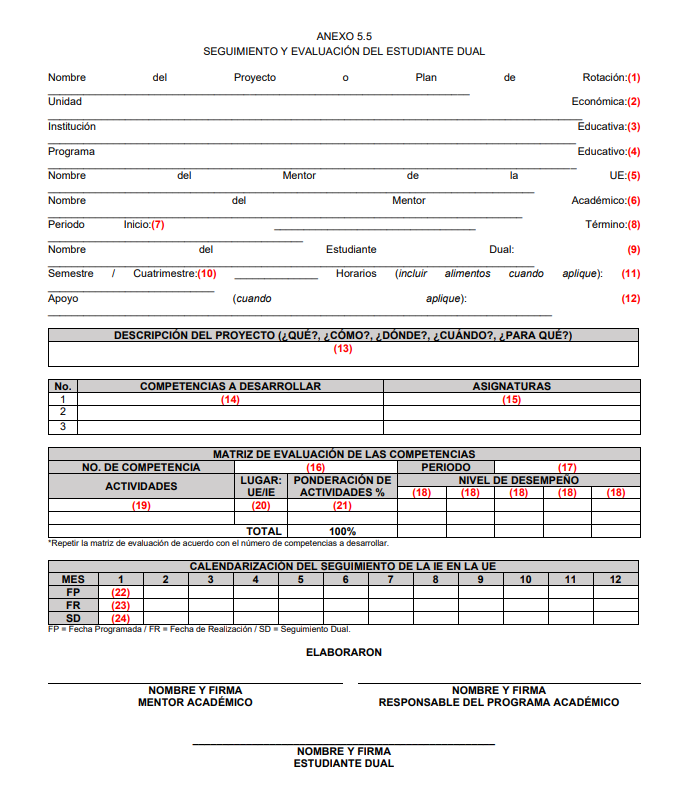 ANEXO 5.5
SEGUIMIENTO Y EVALUACIÓN DEL ESTUDIANTE DUAL
Nombre del Proyecto o Plan de Rotación:(1)
Unidad Económica:(2)
Institución Educativa:(3)
Programa Educativo:(4)
Nombre del Mentor de la UE:(5)
Nombre del Mentor Académico:(6)
Periodo Inicio:(7) Término:(8)
Nombre del Estudiante Dual: (9)
Semestre / Cuatrimestre:(10) Horarios (incluir alimentos cuando aplique): (11)
Apoyo (cuando aplique): (12)
DESCRIPCIÓN DEL PROYECTO (¿QUÉ?, ¿CÓMO?, ¿DÓNDE?, ¿CUÁNDO?, ¿PARA QUÉ?)
(13)
No. COMPETENCIAS A DESARROLLAR ASIGNATURAS
1 (14) (15)
2
3
MATRIZ DE EVALUACIÓN DE LAS COMPETENCIAS
NO. DE COMPETENCIA (16) PERIODO (17)
ACTIVIDADES LUGAR: UE/IE PONDERACIÓN DE ACTIVIDADES % NIVEL DE DESEMPEÑO
(18) (18) (18) (18) (18)
(19) (20) (21)
TOTAL 100%
*Repetir la matriz de evaluación de acuerdo con el número de competencias a desarrollar.
CALENDARIZACIÓN DEL SEGUIMIENTO DE LA IE EN LA UE
MES 1 2 3 4 5 6 7 8 9 10 11 12
FP (22)
FR (23)
SD (24)
FP = Fecha Programada / FR = Fecha de Realización / SD = Seguimiento Dual.
ELABORARON
NOMBRE Y FIRMA NOMBRE Y FIRMA
MENTOR ACADÉMICO RESPONSABLE DEL PROGRAMA ACADÉMICO
NOMBRE Y FIRMA
ESTUDIANTE DUAL